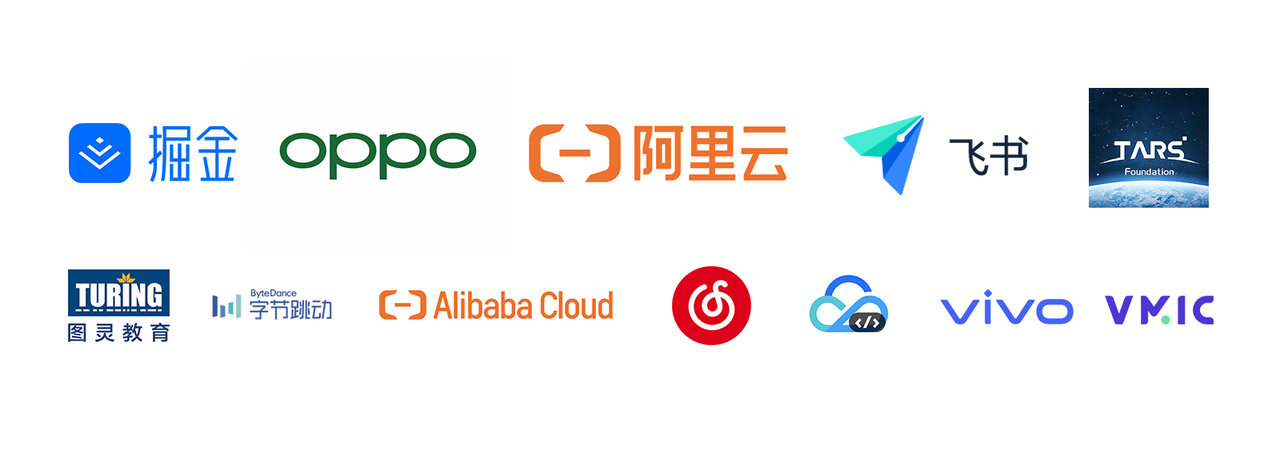 掘金
oppo
阿里云
飞书
TARS
Foundation
TURING
图灵教育
ByteDance
字节跳动
Alibaba Cloud
</>
vivo
VMIC